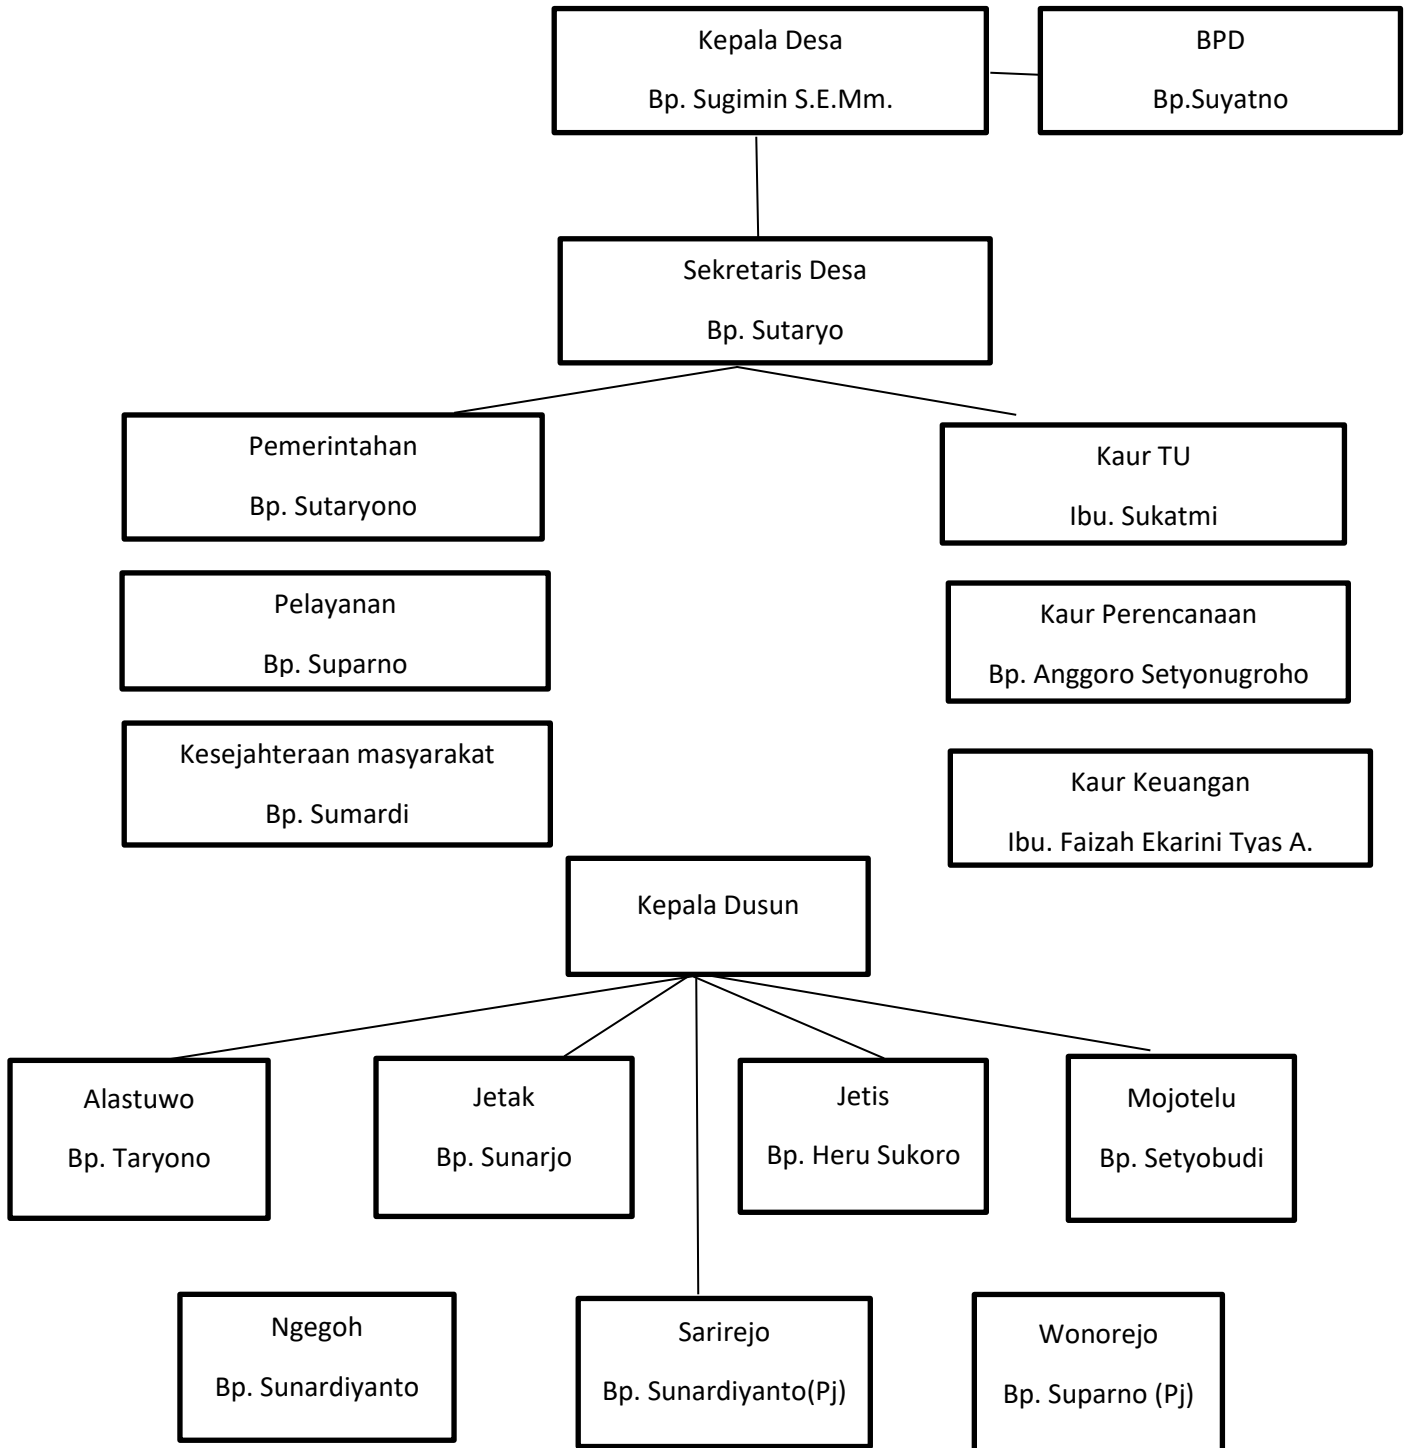 Kepala Desa
Bp. Sugimin S.E.Mm.
BPD
Bp.Suyatno
Sekretaris Desa
Bp. Sutaryo
Pemerintahan
Bp. Sutaryono
Kaur TU
Ibu. Sukatmi
Pelayanan
Bp. Suparno
Kaur Perencanaan
Bp. Anggoro Setyonugroho
Kesejahteraan masyarakat
Bp. Sumardi
Kaur Keuangan
Ibu. Faizah Ekarini Tyas A.
Kepala Dusun
Alastuwo
Bp. Taryono
Jetak
Bp. Sunarjo
Jetis
Bp. Heru Sukoro
Mojotelu
Bp. Setyobudi
Ngegoh
Bp. Sunardiyanto
Sarirejo
Bp. Sunardiyanto(Pj)
Wonorejo
Bp. Suparno (Pj)